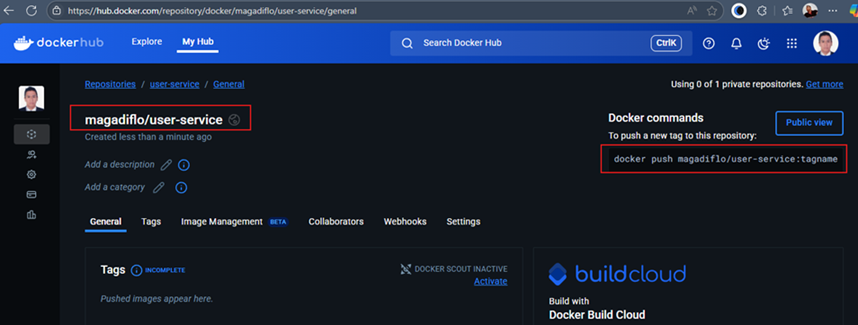 https://hub.docker.com/repository/docker/magadiflo/user-service/general
dockerhub
Explore
My Hub
Search Docker Hub
CtrlK
Repositories / user-service / General
Using 0 of 1 private repositories. Get more
magadiflo/user-service
Created less than a minute ago
Docker commands
Public view
To push a new tag to this repository:
docker push magadiflo/user-service:tagname
Add a description
Add a category
General
Tags
Image Management BETA
Collaborators
Webhooks
Settings
Tags
INCOMPLETE
DOCKER SCOUT INACTIVE
Activate
Pushed images appear here.
buildcloud
Build with
Docker Build Cloud